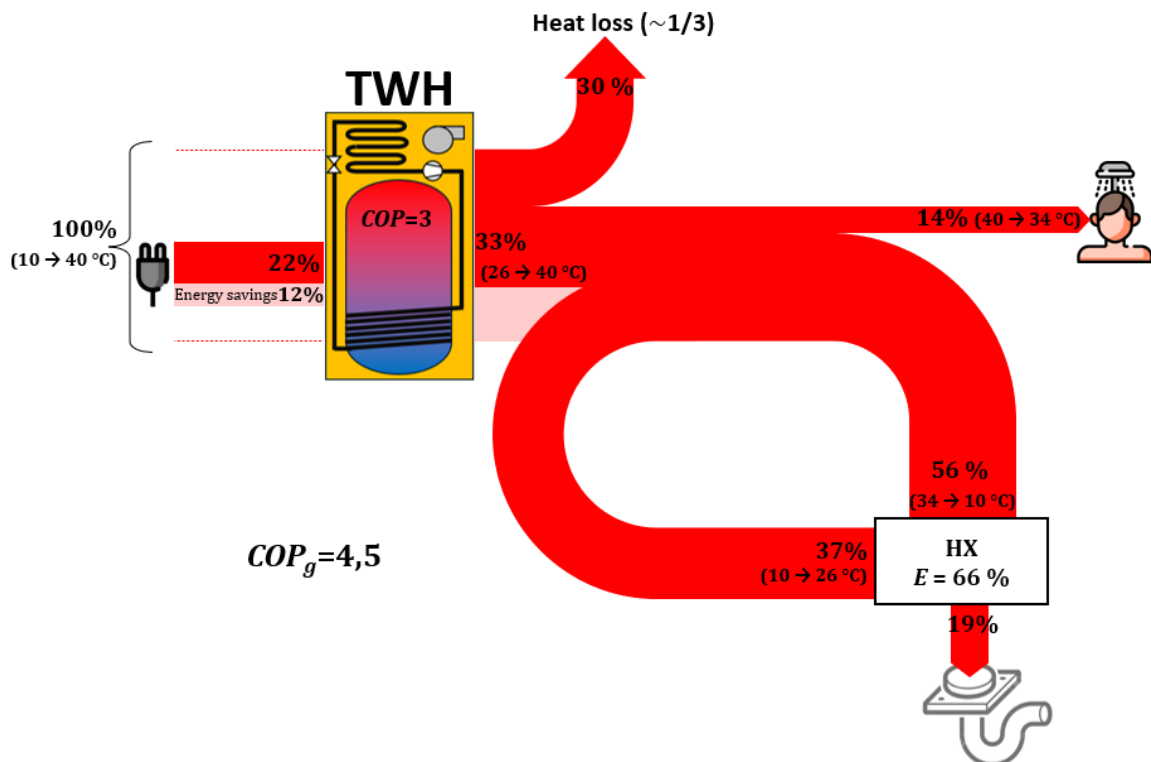 Heat loss (~1/3)
TWH
30 %
COP=3
100%
(10 → 40 °C)
22%
Energy savings 12%
33%
(26 → 40 °C)
14% (40 → 34 °C)
56 %
(34 → 10 °C)
37%
(10 → 26 °C)
HX
E = 66 %
COPg=4,5
19%